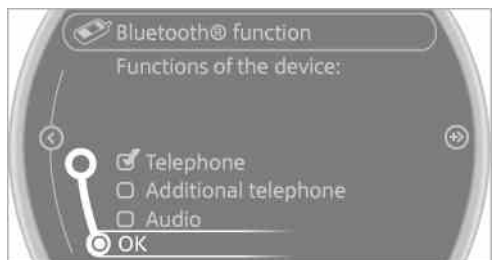 Bluetooth® function
Functions of the device:
Telephone
Additional telephone
Audio
OK